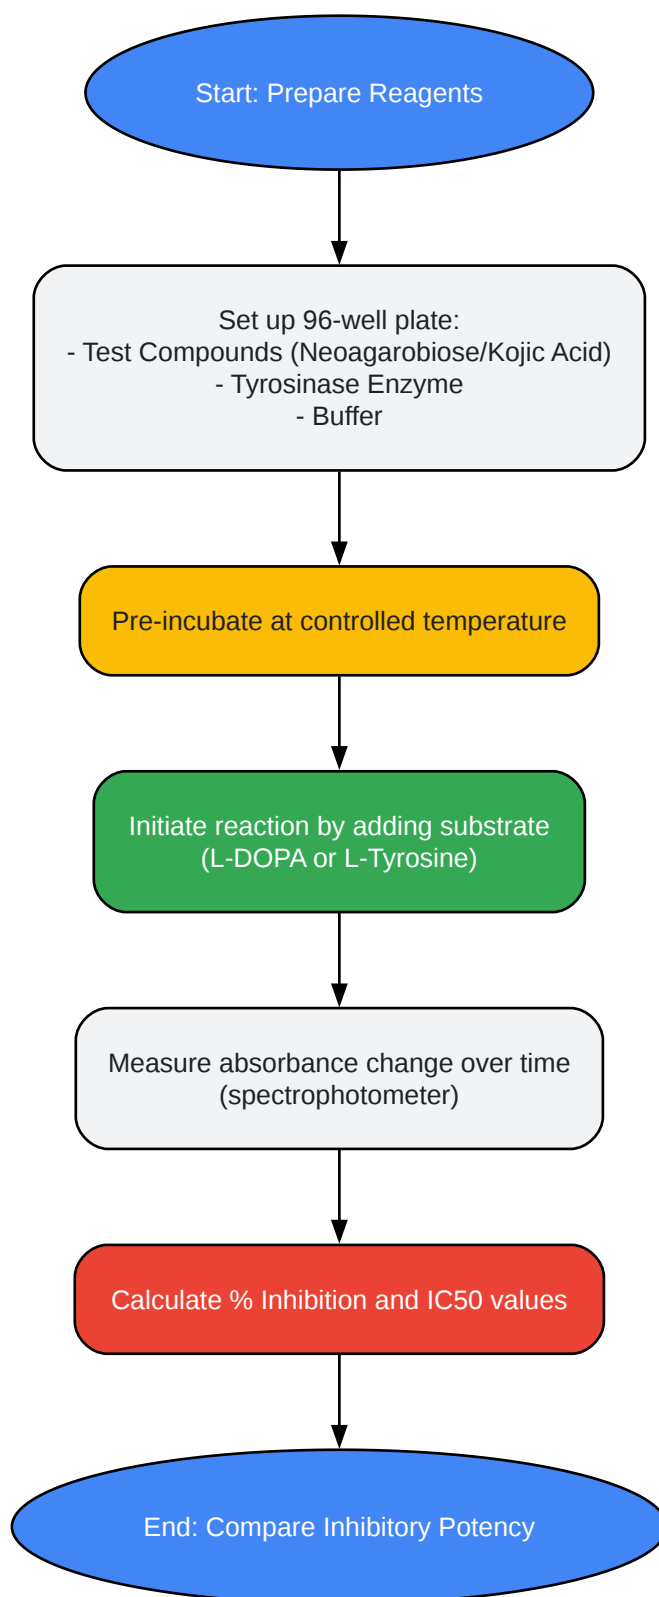 Start: Prepare Reagents
Set up 96-well plate:
- Test Compounds (Neoagarobiose/Kojic Acid)
- Tyrosinase Enzyme
- Buffer
Pre-incubate at controlled temperature
Initiate reaction by adding substrate
(L-DOPA or L-Tyrosine)
Measure absorbance change over time
(spectrophotometer)
Calculate % Inhibition and IC50 values
End: Compare Inhibitory Potency